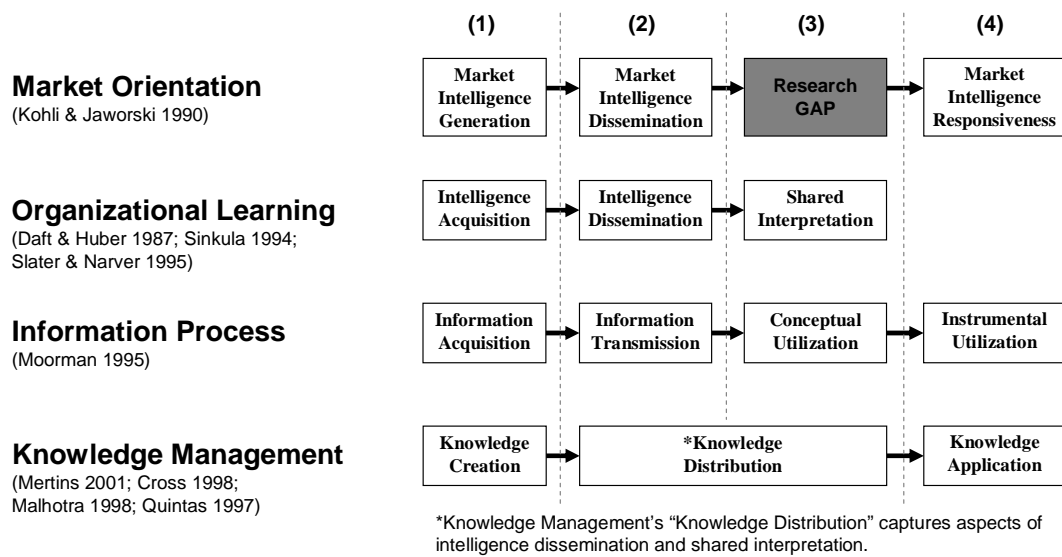 (1) (2) (3) (4)
Market Orientation
(Kohli & Jaworski 1990)
Market
Intelligence
Generation
Market
Intelligence
Dissemination
Research
GAP
Market
Intelligence
Responsiveness
Organizational Learning
(Daft & Huber 1987; Sinkula 1994;
Slater & Narver 1995)
Intelligence
Acquisition
Intelligence
Dissemination
Shared
Interpretation
Information Process
(Moorman 1995)
Information
Acquisition
Information
Transmission
Conceptual
Utilization
Instrumental
Utilization
Knowledge Management
(Mertins 2001; Cross 1998;
Malhotra 1998; Quintas 1997)
Knowledge
Creation
*Knowledge
Distribution
Knowledge
Application
*Knowledge Management’s “Knowledge Distribution” captures aspects of
intelligence dissemination and shared interpretation.